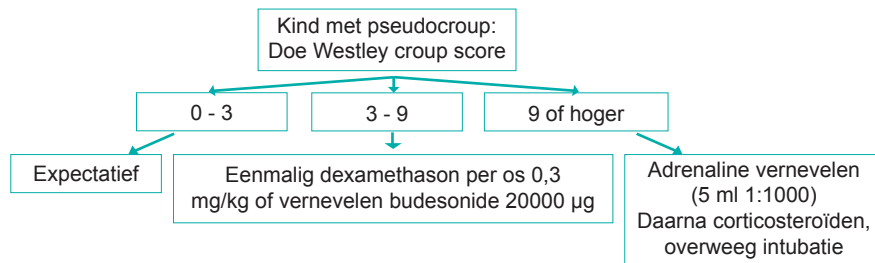 Kind met pseudocroup:
Doe Westley croup score
0 - 3
3 - 9
9 of hoger
Expectatief
Eenmalig dexamethason per os 0,3
mg/kg of vernevelen budesonide 20000 µg
Adrenaline vernevelen
(5 ml 1:1000)
Daarna corticosteroïden,
overweeg intubatie